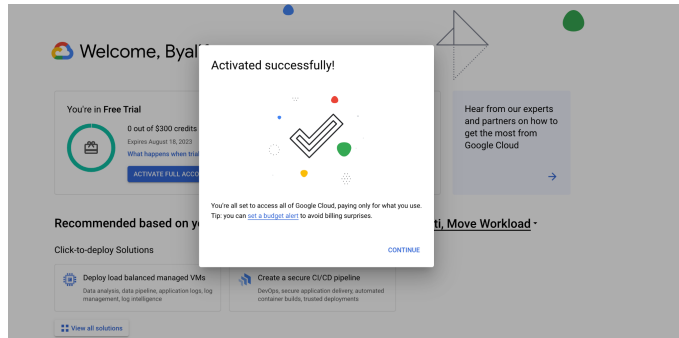 Welcome, Byal
Activated successfully!
You're in Free Trial
0 out of $300 credits
Expires August 18, 2023
What happens when trial
ACTIVATE FULL ACCO
Hear from our experts
and partners on how to
get the most from
Google Cloud
You're all set to access all of Google Cloud, paying only for what you use.
Tip: you can set a budget alert to avoid billing surprises.
CONTINUE
Recommended based on y
ti, Move Workload
Click-to-deploy Solutions
Deploy load balanced managed VMs
Data analysis, data pipeline, application logs, log
management, log intelligence
Create a secure CI/CD pipeline
DevOps, secure application delivery, automated
container builds, trusted deployments
View all solutions